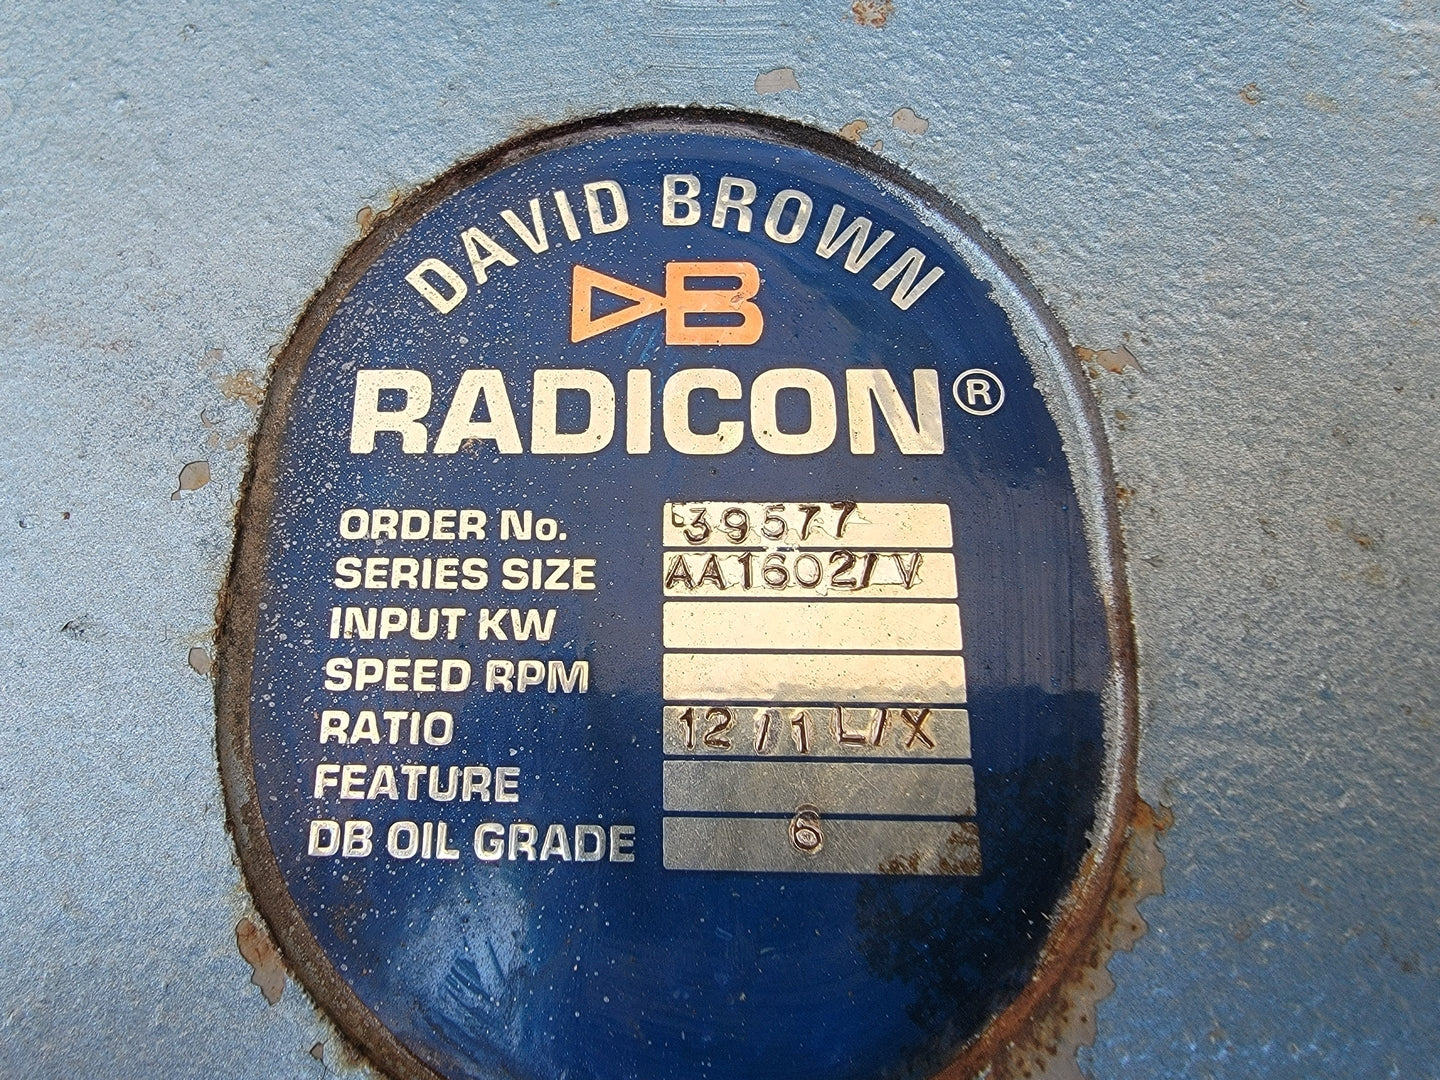 DAVID BROWN
DB
RADICON®
ORDER No. 39577
SERIES SIZE AA1602/V
INPUT KW
SPEED RPM
RATIO 12/1 L/X
FEATURE
DB OIL GRADE 6